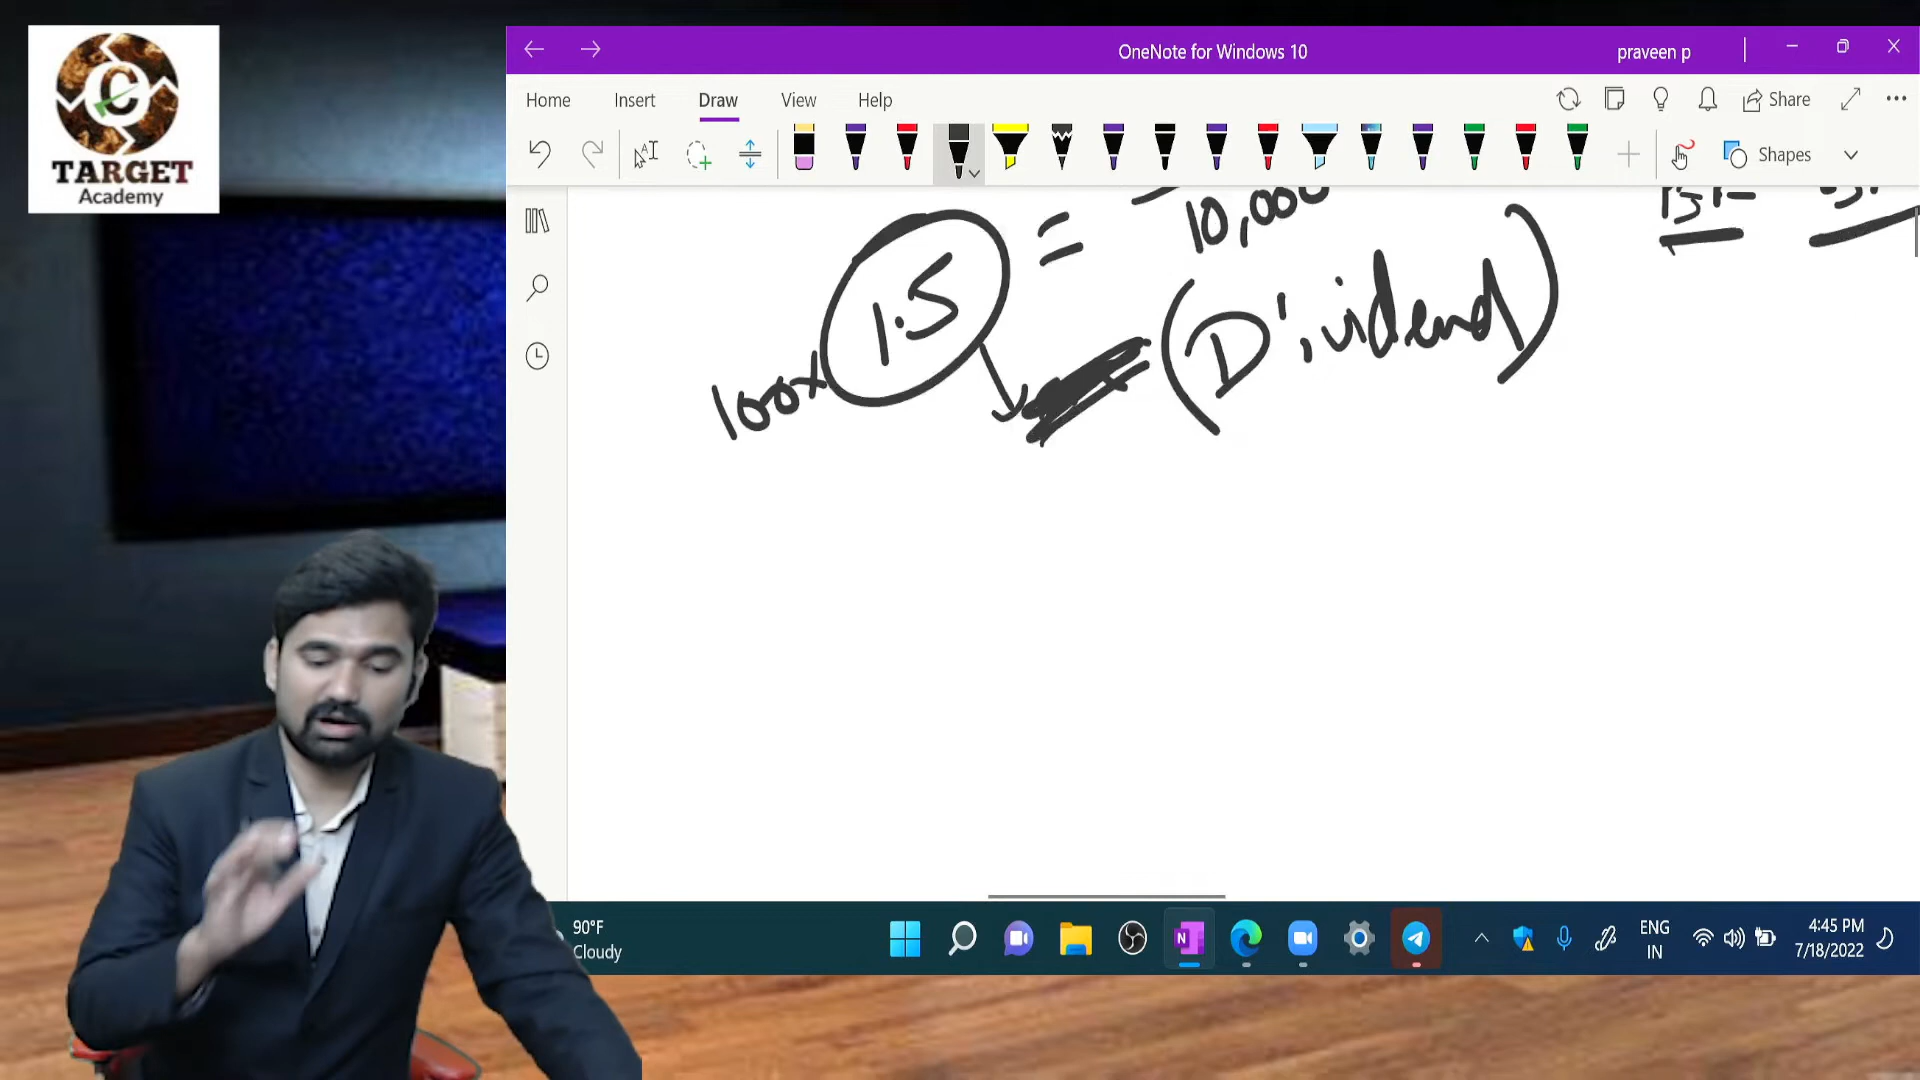 C
TARGET
Academy
OneNote for Windows 10
praveen p
Home Insert Draw View Help
Share
Shapes
10,000
1.5 =
(Dividend)
100x
90°F
Cloudy
ENG
IN
4:45 PM
7/18/2022